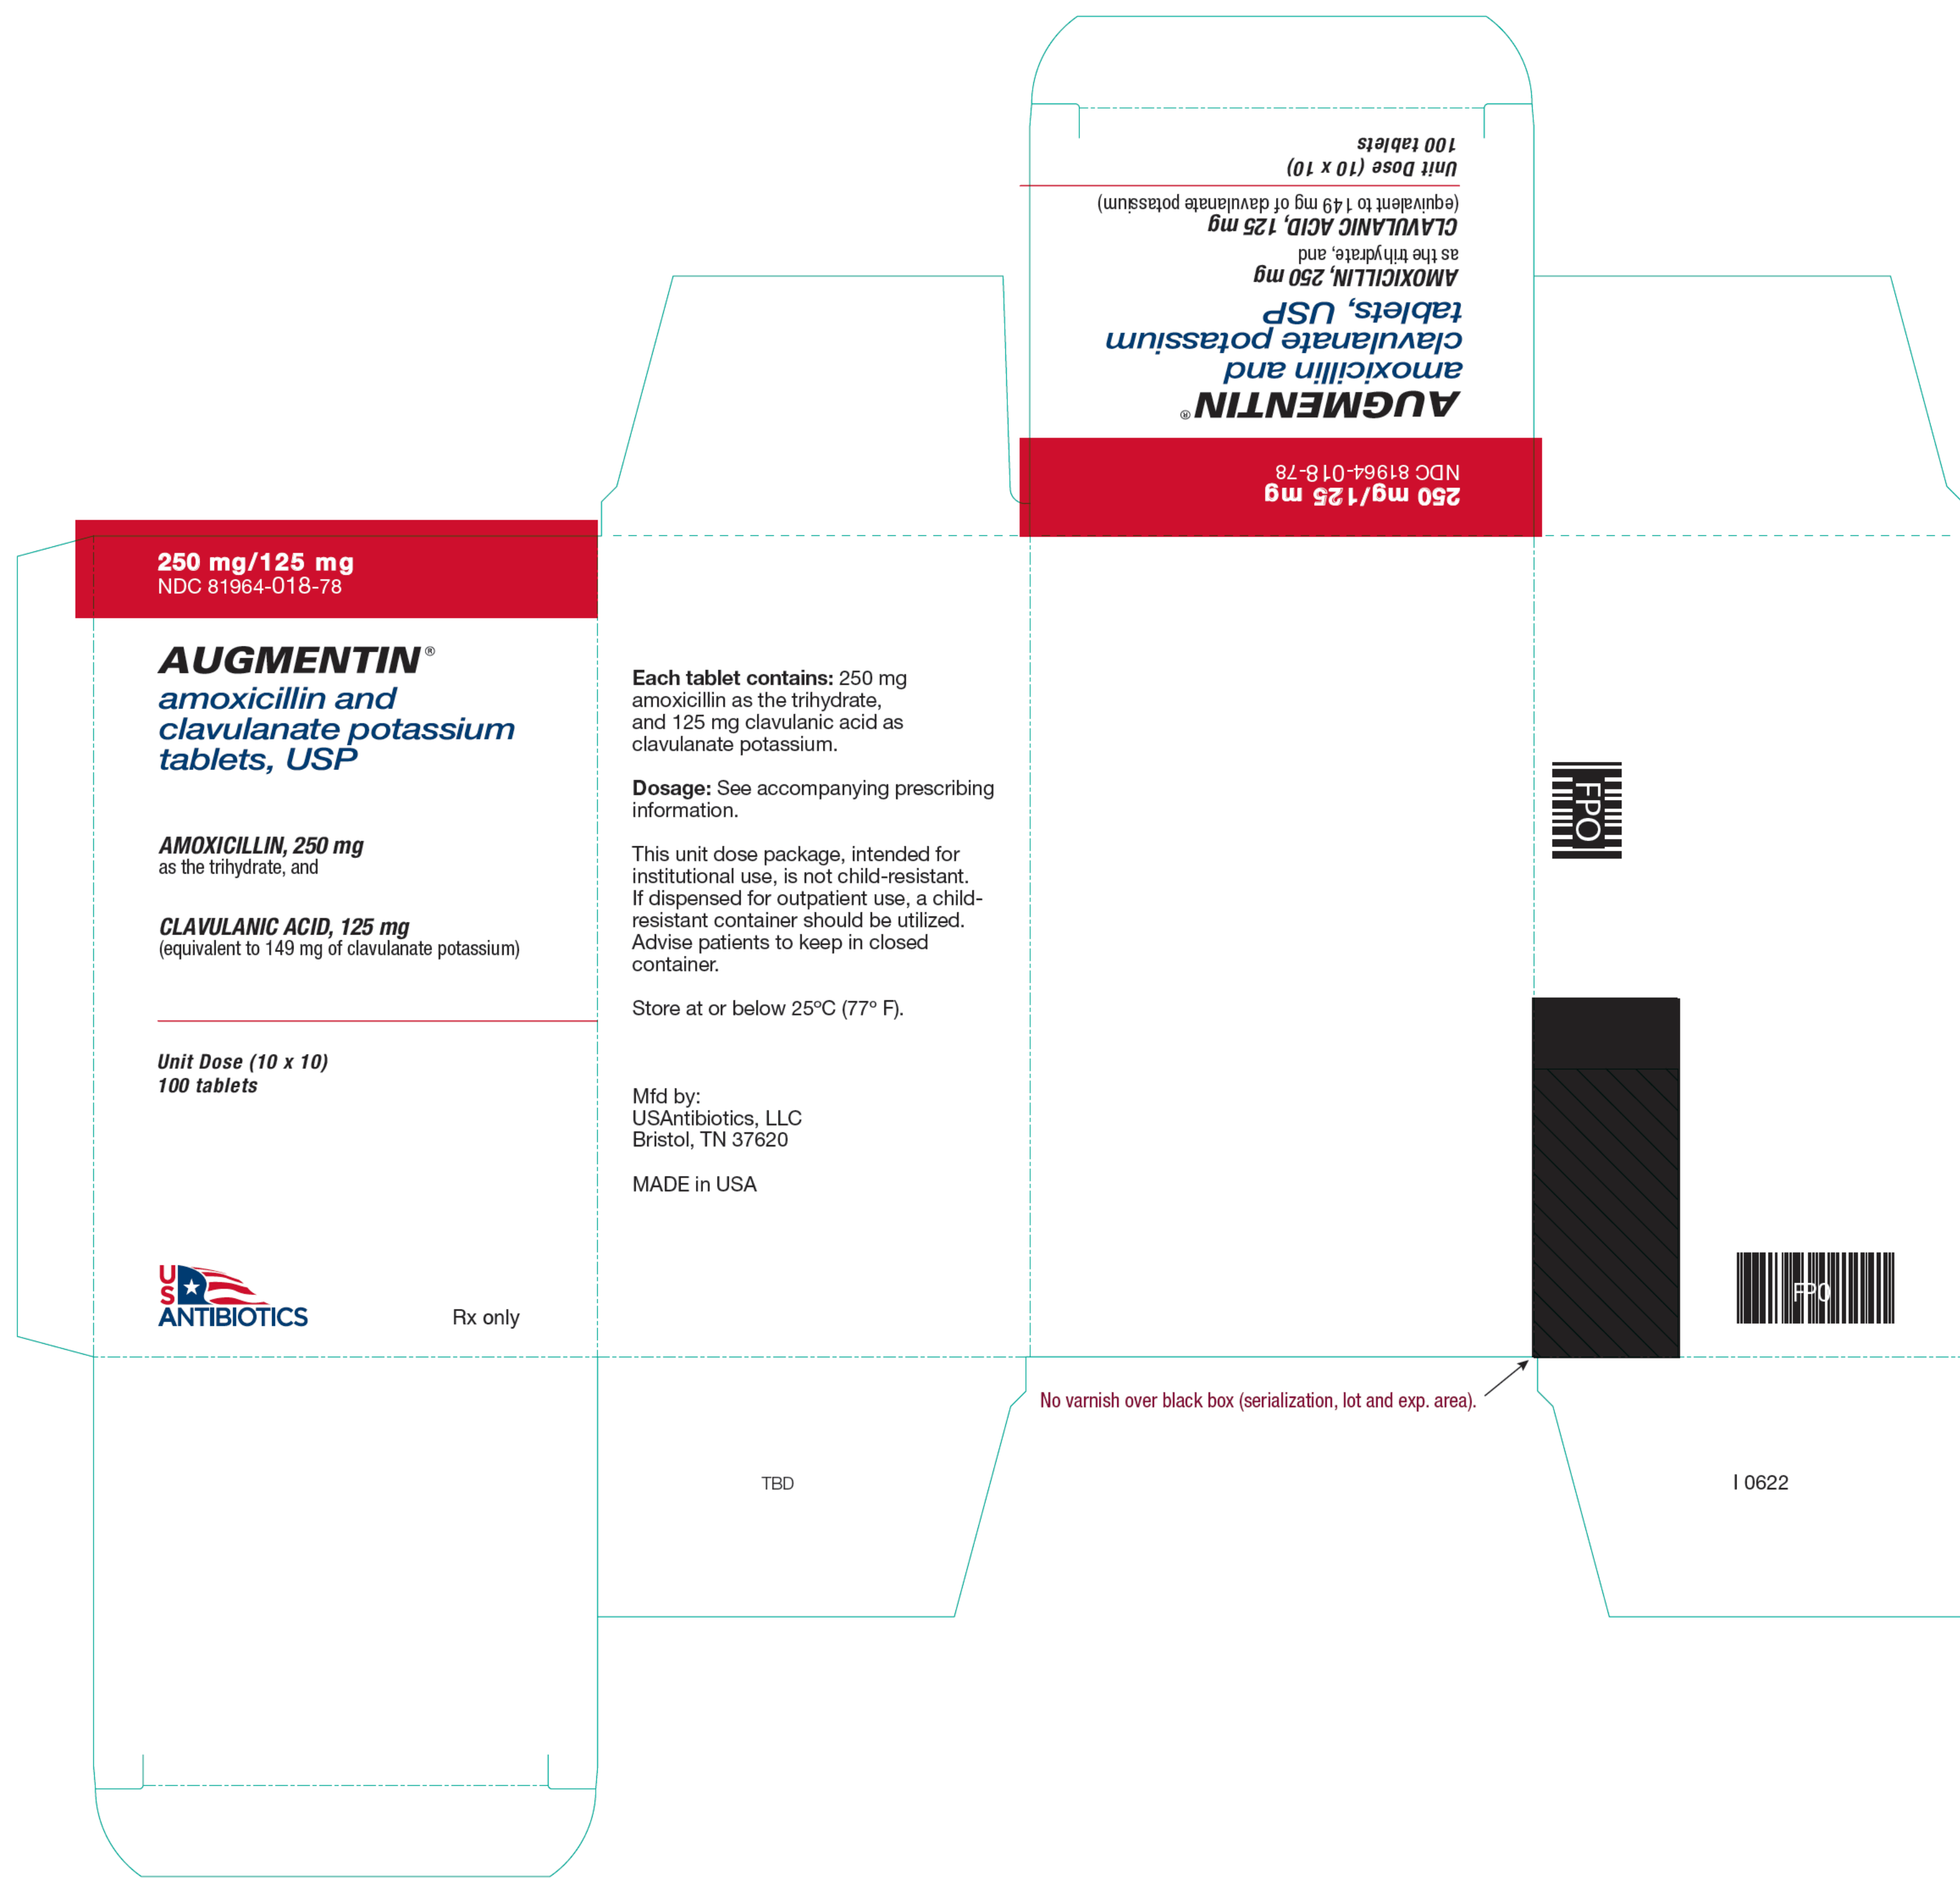 250 mg/125 mg
NDC 81964-018-78
AUGMENTIN®
amoxicillin and
clavulanate potassium
tablets, USP
AMOXICILLIN, 250 mg
as the trihydrate, and
CLAVULANIC ACID, 125 mg
(equivalent to 149 mg of clavulanate potassium)
Unit Dose (10 x 10)
100 tablets
US
ANTIBIOTICS
Rx only
Each tablet contains: 250 mg
amoxicillin as the trihydrate,
and 125 mg clavulanic acid as
clavulanate potassium.
Dosage: See accompanying prescribing
information.
This unit dose package, intended for
institutional use, is not child-resistant.
If dispensed for outpatient use, a child-
resistant container should be utilized.
Advise patients to keep in closed
container.
Store at or below 25ºC (77º F).
Mfd by:
USAntibiotics, LLC
Bristol, TN 37620
MADE in USA
TBD
250 mg/125 mg
NDC 81964-018-78
AUGMENTIN®
amoxicillin and
clavulanate potassium
tablets, USP
AMOXICILLIN, 250 mg
as the trihydrate, and
CLAVULANIC ACID, 125 mg
(equivalent to 149 mg of clavulanate potassium)
Unit Dose (10 x 10)
100 tablets
No varnish over black box (serialization, lot and exp. area).
FPO
FPO
I 0622